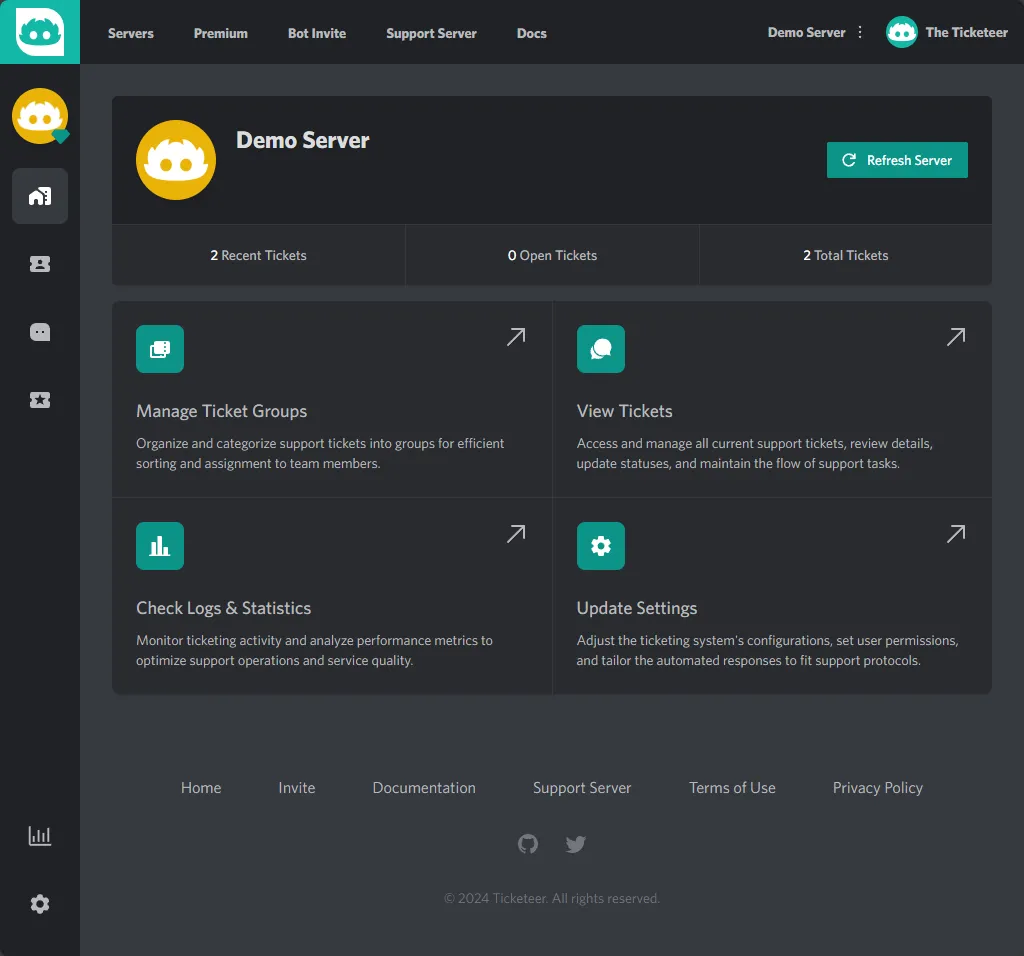 Servers Premium Bot Invite Support Server Docs Demo Server The Ticketeer
Demo Server
Refresh Server
2 Recent Tickets 0 Open Tickets 2 Total Tickets
Manage Ticket Groups
Organize and categorize support tickets into groups for efficient
sorting and assignment to team members.
View Tickets
Access and manage all current support tickets, review details,
update statuses, and maintain the flow of support tasks.
Check Logs & Statistics
Monitor ticketing activity and analyze performance metrics to
optimize support operations and service quality.
Update Settings
Adjust the ticketing system's configurations, set user permissions,
and tailor the automated responses to fit support protocols.
Home Invite Documentation Support Server Terms of Use Privacy Policy
© 2024 Ticketeer. All rights reserved.